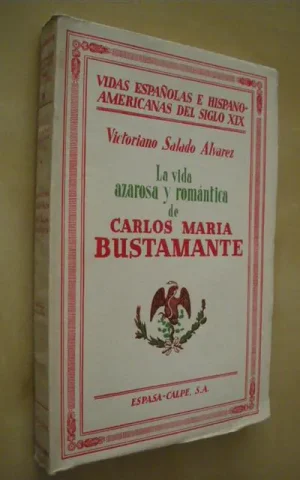 VIDAS ESPAÑOLAS E HISPANO-
AMERICANAS DEL SIGLO XIX
Victoriano Salado Alvarez
La vida
azarosa y romántica
de
CARLOS MARIA
BUSTAMANTE
ESPASA-CALPE, S.A.